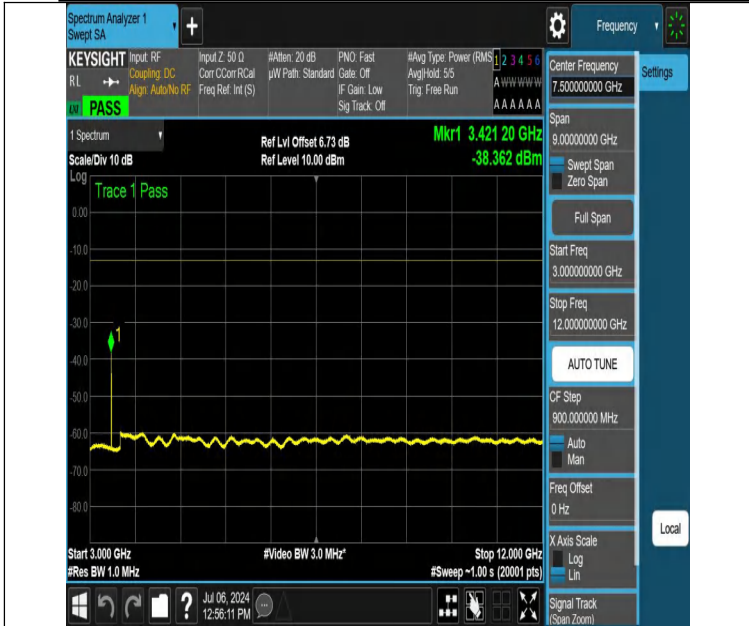 Spectrum Analyzer 1
Swept SA
Frequency
KEYSIGHT
RL
PASS
Input: RF
Coupling: DC
Align: Auto/No RF
Input Z: 50 Ω
Corr CCorr RCal
Freq Ref: Int (S)
#Atten: 20 dB
µW Path: Standard
PNO: Fast
Gate: Off
IF Gain: Low
Sig Track: Off
#Avg Type: Power (RMS
Avg|Hold: 5/5
Trig: Free Run
1 2 3 4 5 6
A W W W W W
A A A A A A
1 Spectrum
Scale/Div 10 dB
Ref Lvl Offset 6.73 dB
Ref Level 10.00 dBm
Mkr1 3.421 20 GHz
-38.362 dBm
Log
Trace 1 Pass
0.00
-10.0
-20.0
-30.0
-40.0
-50.0
-60.0
-70.0
-80.0
1
Start 3.000 GHz
#Res BW 1.0 MHz
#Video BW 3.0 MHz*
Stop 12.000 GHz
#Sweep ~1.00 s (20001 pts)
Center Frequency
7.500000000 GHz
Settings
Span
9.00000000 GHz
Swept Span
Zero Span
Full Span
Start Freq
3.000000000 GHz
Stop Freq
12.000000000 GHz
AUTO TUNE
CF Step
900.000000 MHz
Auto
Man
Freq Offset
0 Hz
X Axis Scale
Log
Lin
Signal Track
(Span Zoom)
Local
?
Jul 06, 2024
12:56:11 PM